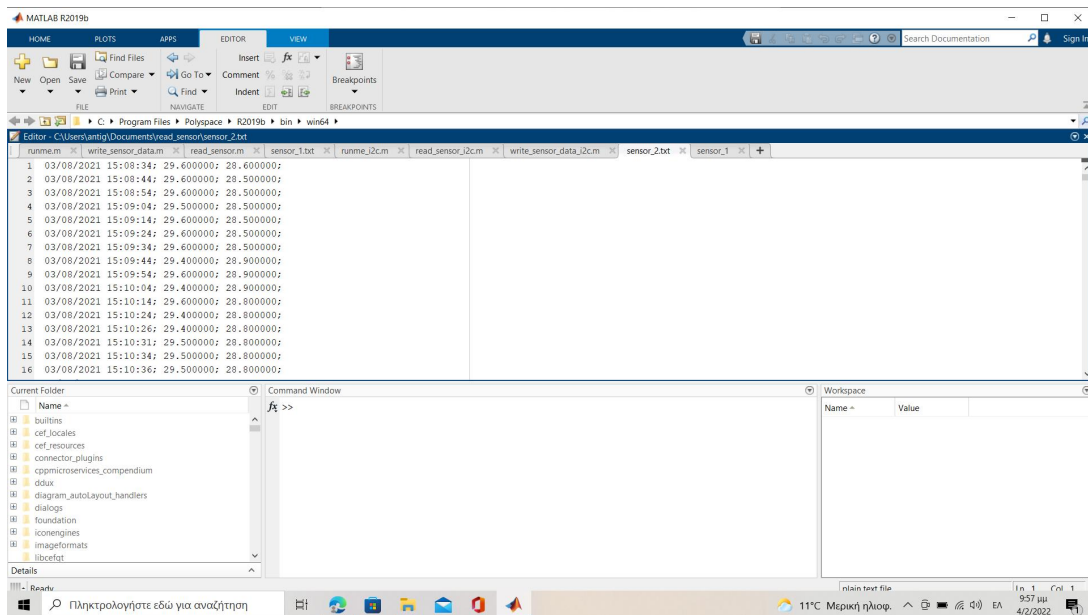 MATLAB R2019b
HOME PLOTS APPS EDITOR VIEW Search Documentation Sign In
Find Files Insert fx
New Open Save Compare Go To Comment Breakpoints
Print Find Indent
FILE NAVIGATE EDIT BREAKPOINTS
C: Program Files Polyspace R2019b bin win64
Editor - C:\Users\antig\Documents\read_sensor\sensor_2.txt
runme.m write_sensor_data.m read_sensor.m sensor_1.txt runme_i2c.m read_sensor_i2c.m write_sensor_data_i2c.m sensor_2.txt sensor_1
1 03/08/2021 15:08:34; 29.600000; 28.600000;
2 03/08/2021 15:08:44; 29.600000; 28.500000;
3 03/08/2021 15:08:54; 29.600000; 28.500000;
4 03/08/2021 15:09:04; 29.500000; 28.500000;
5 03/08/2021 15:09:14; 29.600000; 28.500000;
6 03/08/2021 15:09:24; 29.600000; 28.500000;
7 03/08/2021 15:09:34; 29.600000; 28.500000;
8 03/08/2021 15:09:44; 29.400000; 28.900000;
9 03/08/2021 15:09:54; 29.600000; 28.900000;
10 03/08/2021 15:10:04; 29.400000; 28.900000;
11 03/08/2021 15:10:14; 29.600000; 28.800000;
12 03/08/2021 15:10:24; 29.400000; 28.800000;
13 03/08/2021 15:10:26; 29.400000; 28.800000;
14 03/08/2021 15:10:31; 29.500000; 28.800000;
15 03/08/2021 15:10:34; 29.500000; 28.800000;
16 03/08/2021 15:10:36; 29.500000; 28.800000;
Current Folder
Name
builtins
cef_locales
cef_resources
connector_plugins
cppmicroservices_compendium
ddux
diagram_autoLayout_handlers
dialogs
foundation
iconengines
imageformats
libcefqt
Details
Command Window
fx >>
Workspace
Name Value
Ready plain text file Ln 1 Col 1
Πληκτρολογήστε εδώ για αναζήτηση 11°C Μερική ηλιοφ. ΕΛ 9:57 μμ
4/2/2022